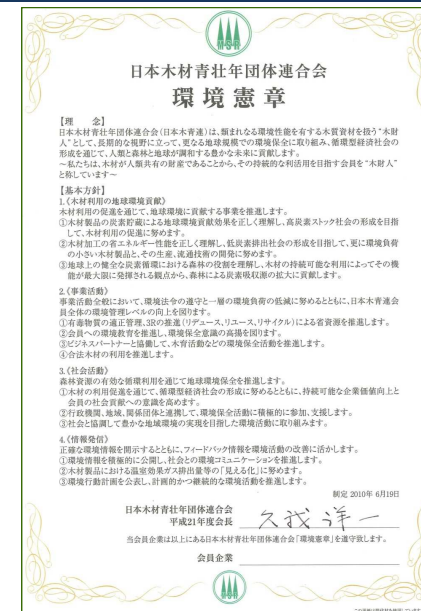 MSR
日本木材青壮年団体連合会
環境憲章
【理　念】
日本木材青壮年団体連合会(日本木青連)は、類まれなる環境性能を有する木質資材を扱う“木財
人”として、長期的な視野に立って、更なる地球規模での環境保全に取り組み、循環型経済社会の
形成を通じて、人類と森林と地球が調和する豊かな未来に貢献します。
～私たちは、木材が人類共有の財産であることから、その持続的な利活用を目指す会員を“木財人”
と称しています～
【基本方針】
1.《木材利用の地球環境貢献》
木材利用の促進を通じて、地球環境に貢献する事業を推進します。
①木材製品の炭素貯蔵による地球環境貢献効果を正しく理解し、高炭素ストック社会の形成を目指
して、木材利用の促進に努めます。
②木材加工の省エネルギー性能を正しく理解し、低炭素排出社会の形成を目指して、更に環境負荷
の小さい木材製品と、その生産、流通技術の開発に努めます。
③地球上の健全な炭素循環における森林の役割を理解し、木材の持続可能な利用によってその機
能が最大限に発揮される観点から、森林による炭素吸収源の拡大に貢献します。
2.《事業活動》
事業活動全般において、環境法令の遵守と一層の環境負荷の低減に努めるとともに、日本木青連会
員全体の環境管理レベルの向上を図ります。
①有毒物質の適正管理、3Rの推進(リデュース、リユース、リサイクル)による省資源を推進します。
②会員への環境教育を推進し、環境保全意識の高揚を図ります。
③ビジネスパートナーと協働して、木育活動などの環境保全活動を推進します。
④合法木材の利用を推進します。
3.《社会活動》
森林資源の有効な循環利用を通じて地球環境保全を推進します。
①木材の利用促進を通じて、循環型経済社会の形成に努めるとともに、持続可能な企業価値向上と
会員の社会貢献への意識を高めます。
②行政機関、地域、関係団体と連携して、環境保全活動に積極的に参加、支援します。
③社会と協調して豊かな地域環境の実現を目指した環境活動に取り組みます。
4.《情報発信》
正確な環境情報を開示するとともに、フィードバック情報を環境活動の改善に活かします。
①環境情報を積極的に公開し、社会との環境コミュニケーションを推進します。
②木材製品における温室効果ガス排出量等の「見える化」に努めます。
③環境行動計画を公表し、計画的かつ継続的な環境活動を推進します。
制定 2010年 6月19日
日本木材青壮年団体連合会
平成21年度会長 久我 洋一
当会員企業は以上にある日本木材青壮年団体連合会「環境憲章」を遵守致します。
会員企業
MSR